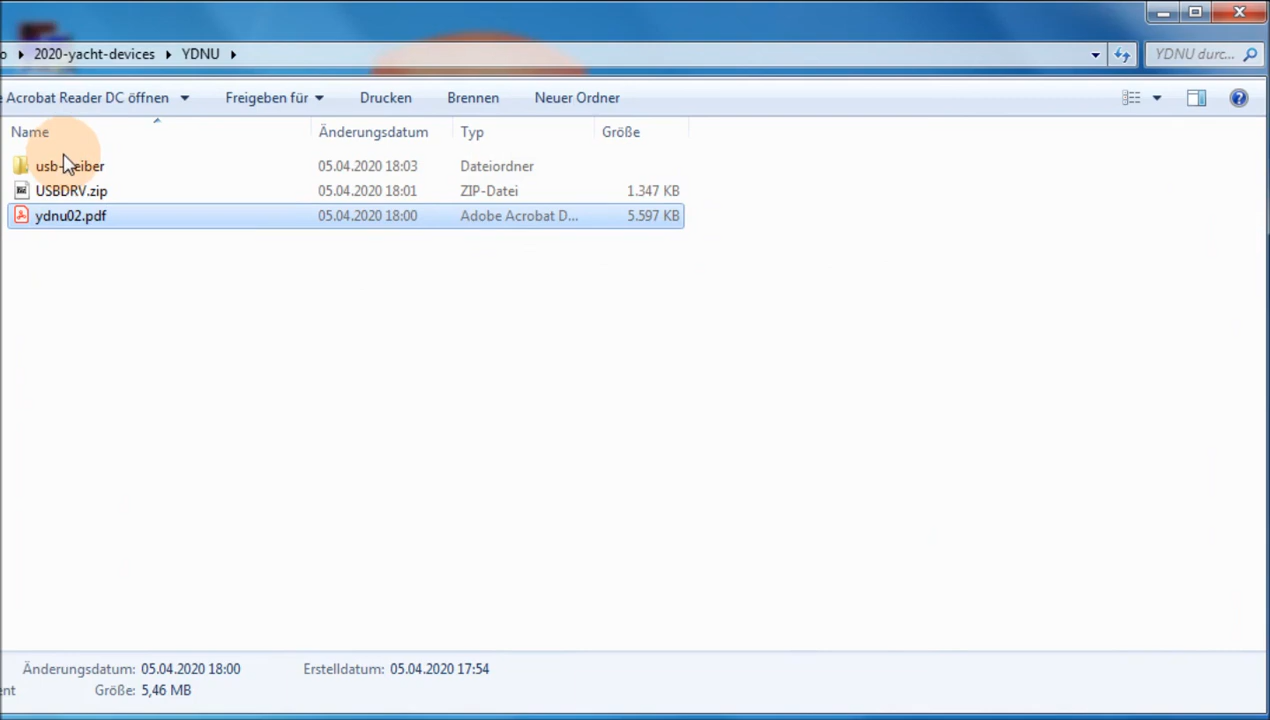 o ▸ 2020-yacht-devices ▸ YDNU ▸ YDNU durc...
Acrobat Reader DC öffnen Freigeben für Drucken Brennen Neuer Ordner
Name Änderungsdatum Typ Größe
05.04.2020 18:03 Dateiordner
USBDRV.zip 05.04.2020 18:01 ZIP-Datei 1.347 KB
ydnu02.pdf 05.04.2020 18:00 Adobe Acrobat D... 5.597 KB
Änderungsdatum: 05.04.2020 18:00 Erstelldatum: 05.04.2020 17:54
Größe: 5,46 MB